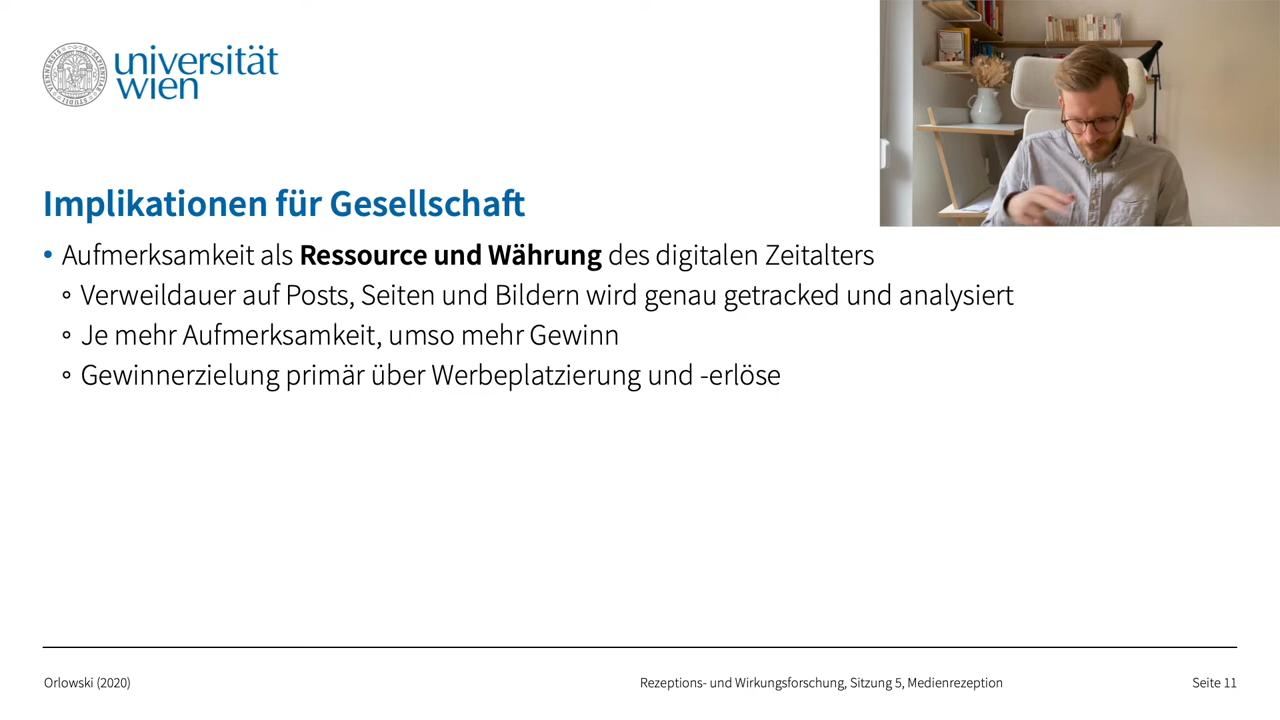 universität
wien
Implikationen für Gesellschaft
• Aufmerksamkeit als Ressource und Währung des digitalen Zeitalters
◦ Verweildauer auf Posts, Seiten und Bildern wird genau getracked und analysiert
◦ Je mehr Aufmerksamkeit, umso mehr Gewinn
◦ Gewinnerzielung primär über Werbeplatzierung und -erlöse
Orlowski (2020)
Rezeptions- und Wirkungsforschung, Sitzung 5, Medienrezeption
Seite 11